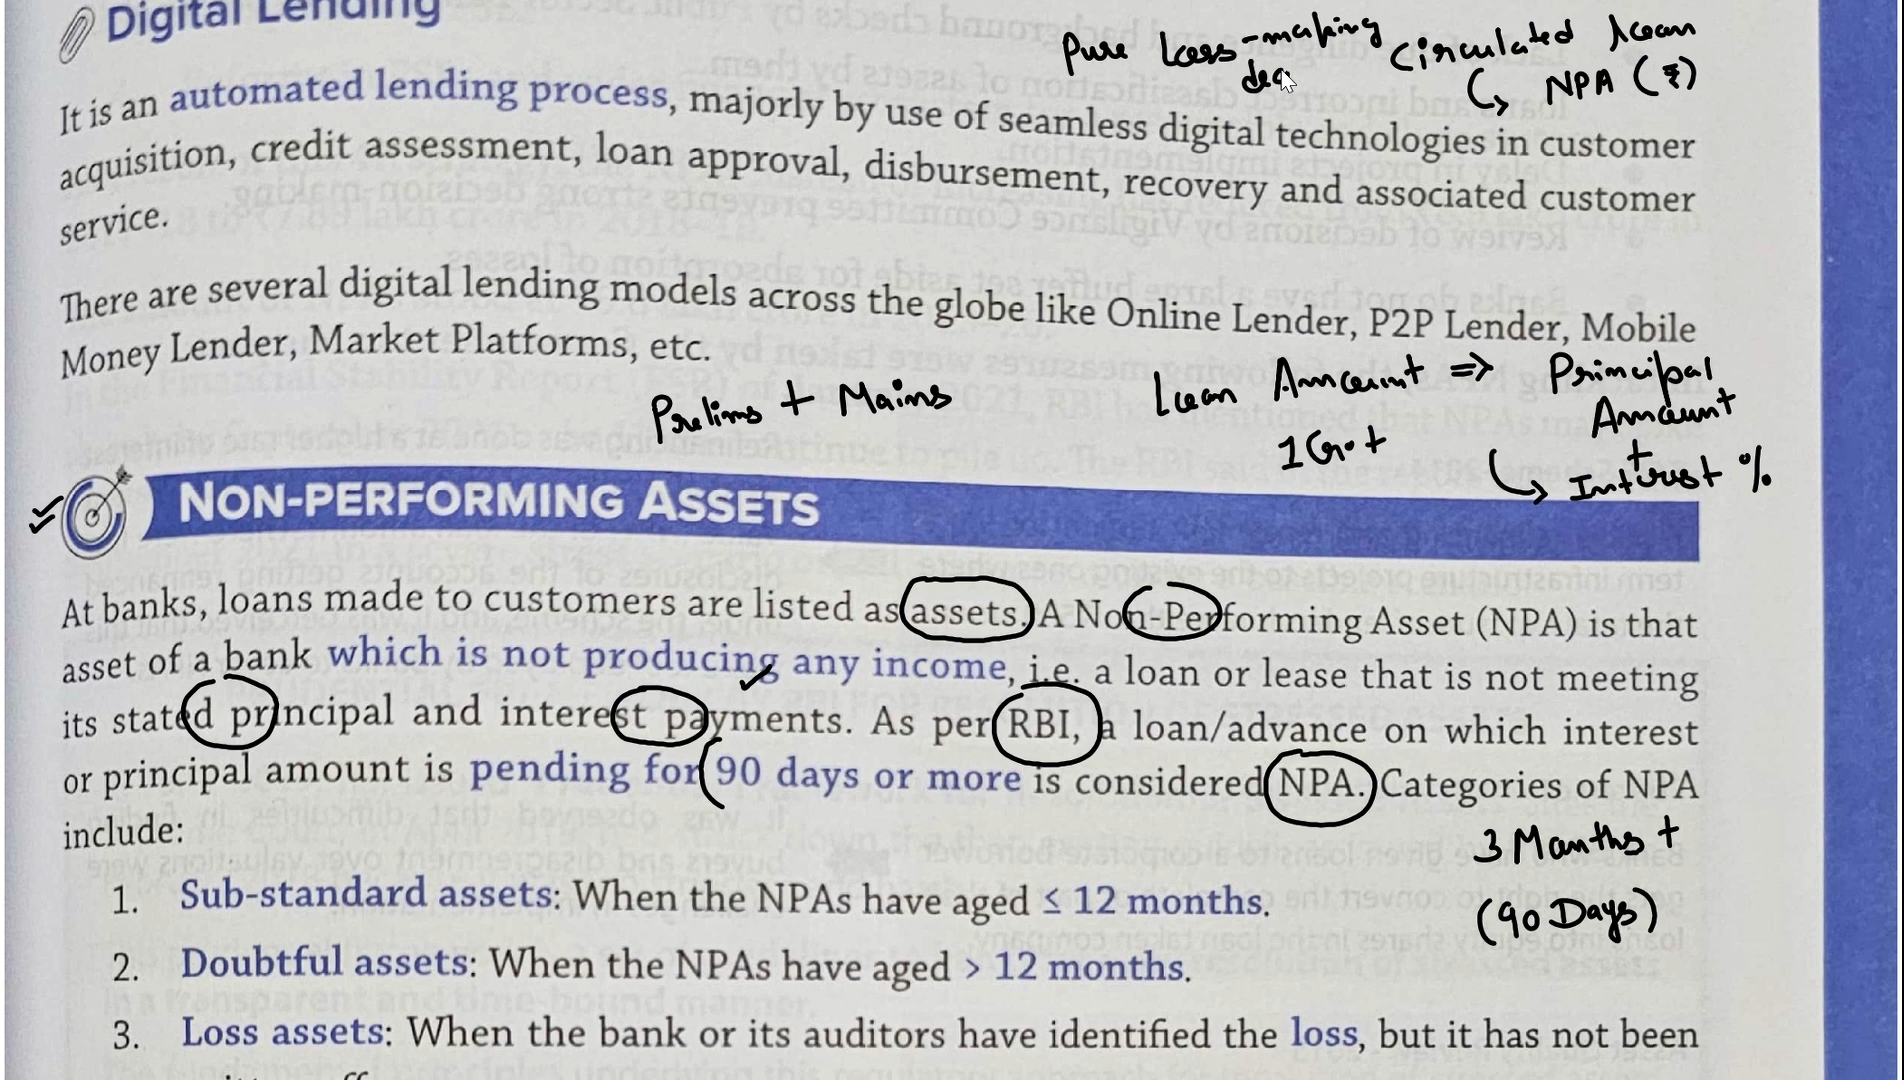 Digital Lending
Pure Loss-making Circulated Loan
NPA (₹)
It is an automated lending process, majorly by use of seamless digital technologies in customer
acquisition, credit assessment, loan approval, disbursement, recovery and associated customer
service.
There are several digital lending models across the globe like Online Lender, P2P Lender, Mobile
Money Lender, Market Platforms, etc.
Prelims + Mains
Loan Amount => Principal
Amount
+
Interest %
NON-PERFORMING ASSETS
At banks, loans made to customers are listed as assets. A Non-Performing Asset (NPA) is that
asset of a bank which is not producing any income, i.e. a loan or lease that is not meeting
its stated principal and interest payments. As per RBI, a loan/advance on which interest
or principal amount is pending for 90 days or more is considered NPA. Categories of NPA
include:
3 Months +
(90 Days)
1. Sub-standard assets: When the NPAs have aged ≤ 12 months.
2. Doubtful assets: When the NPAs have aged > 12 months.
3. Loss assets: When the bank or its auditors have identified the loss, but it has not been